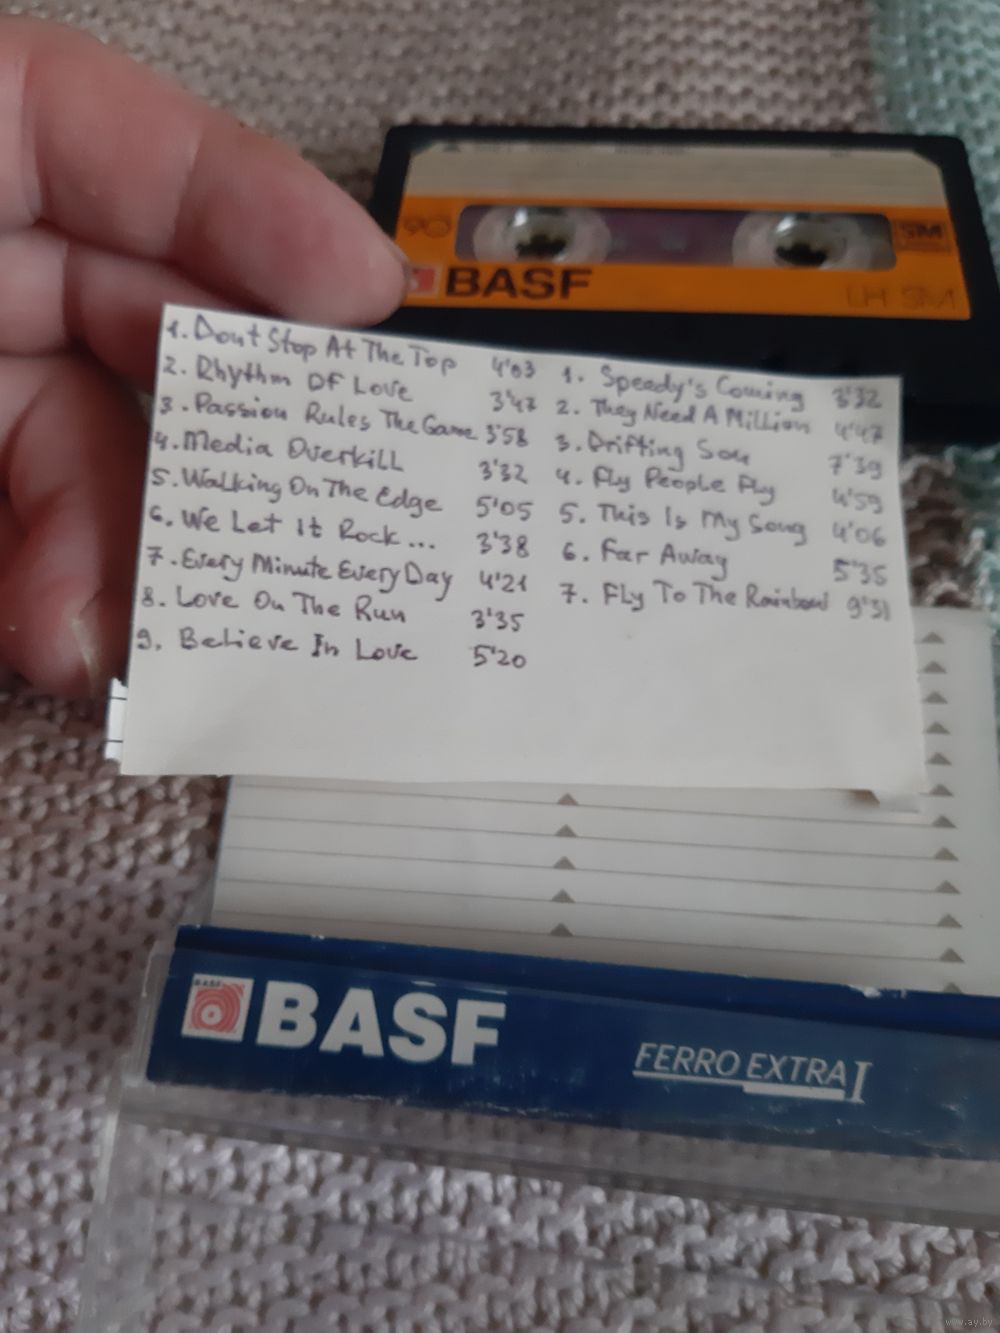 90
SM
BASF
LH SM
1. Dont Stop At The Top 4'03
2. Rhythm Of Love 3'47
3. Passion Rules The Game 3'58
4. Media Overkill 3'32
5. Walking On The Edge 5'05
6. We Let It Rock... 3'38
7. Every Minute Every Day 4'21
8. Love On The Run 3'35
9. Believe In Love 5'20
1. Speedy's Coming 3'32
2. They Need A Million 4'47
3. Drifting Sou 7'39
4. Fly People Fly 4'59
5. This Is My Song 4'06
6. Far Away 5'35
7. Fly To The Rainbow 9'31
BASF
BASF
FERRO EXTRA I
www.ay.by